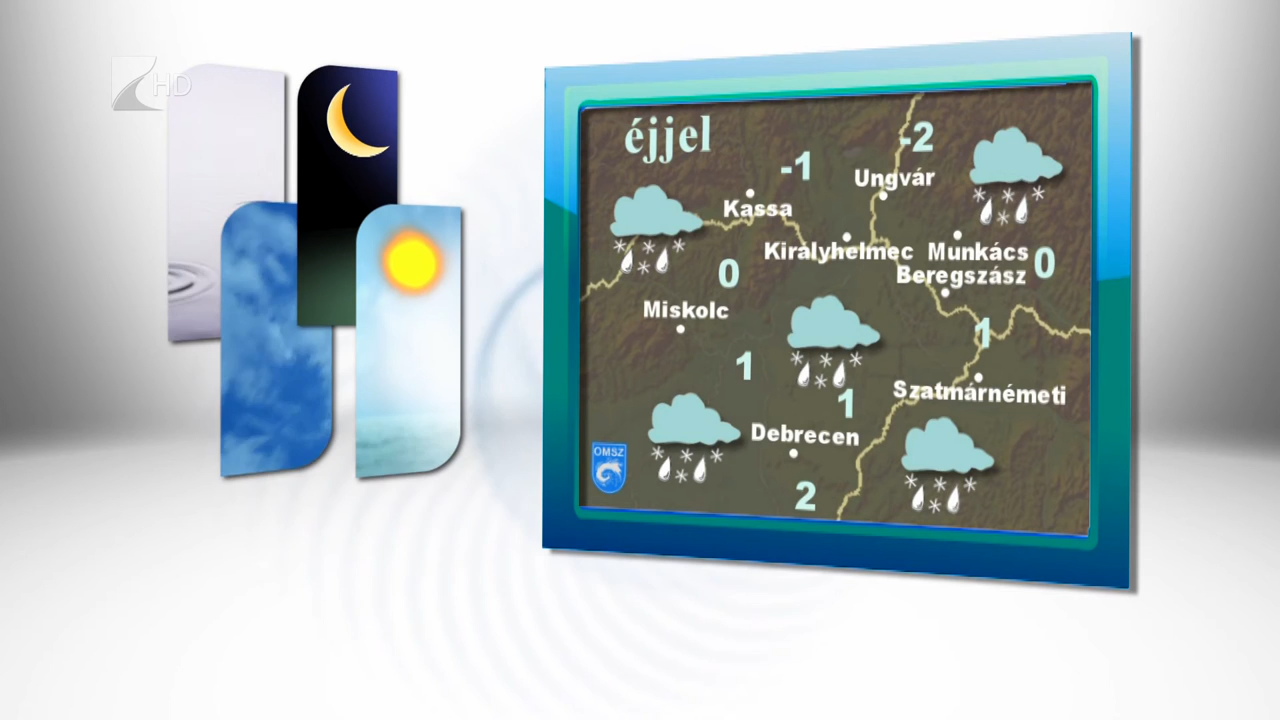 HD
éjjel
-2
-1
Ungvár
Kassa
Királyhelmec
Munkács
0
0
Beregszász
Miskolc
1
1
Szatmárnémeti
1
Debrecen
OMSZ
2